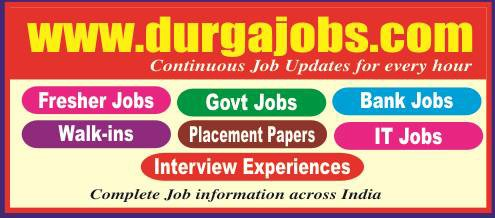 www.durgajobs.com
Continuous Job Updates for every hour
Fresher Jobs Govt Jobs Bank Jobs
Walk-ins Placement Papers IT Jobs
Interview Experiences
Complete Job information across India